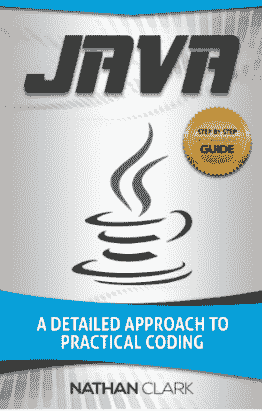 JAVA
STEP BY STEP
GUIDE
A DETAILED APPROACH TO
PRACTICAL CODING
NATHAN CLARK